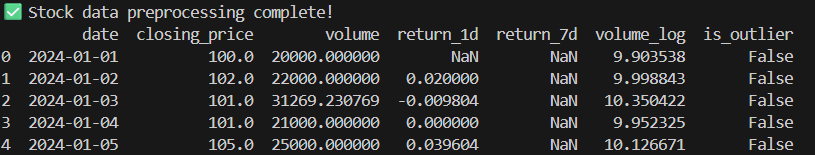 ✅ Stock data preprocessing complete!
date closing_price volume return_1d return_7d volume_log is_outlier
0 2024-01-01 100.0 20000.000000 NaN NaN 9.903538 False
1 2024-01-02 102.0 22000.000000 0.020000 NaN 9.998843 False
2 2024-01-03 101.0 31269.230769 -0.009804 NaN 10.350422 False
3 2024-01-04 101.0 21000.000000 0.000000 NaN 9.952325 False
4 2024-01-05 105.0 25000.000000 0.039604 NaN 10.126671 False